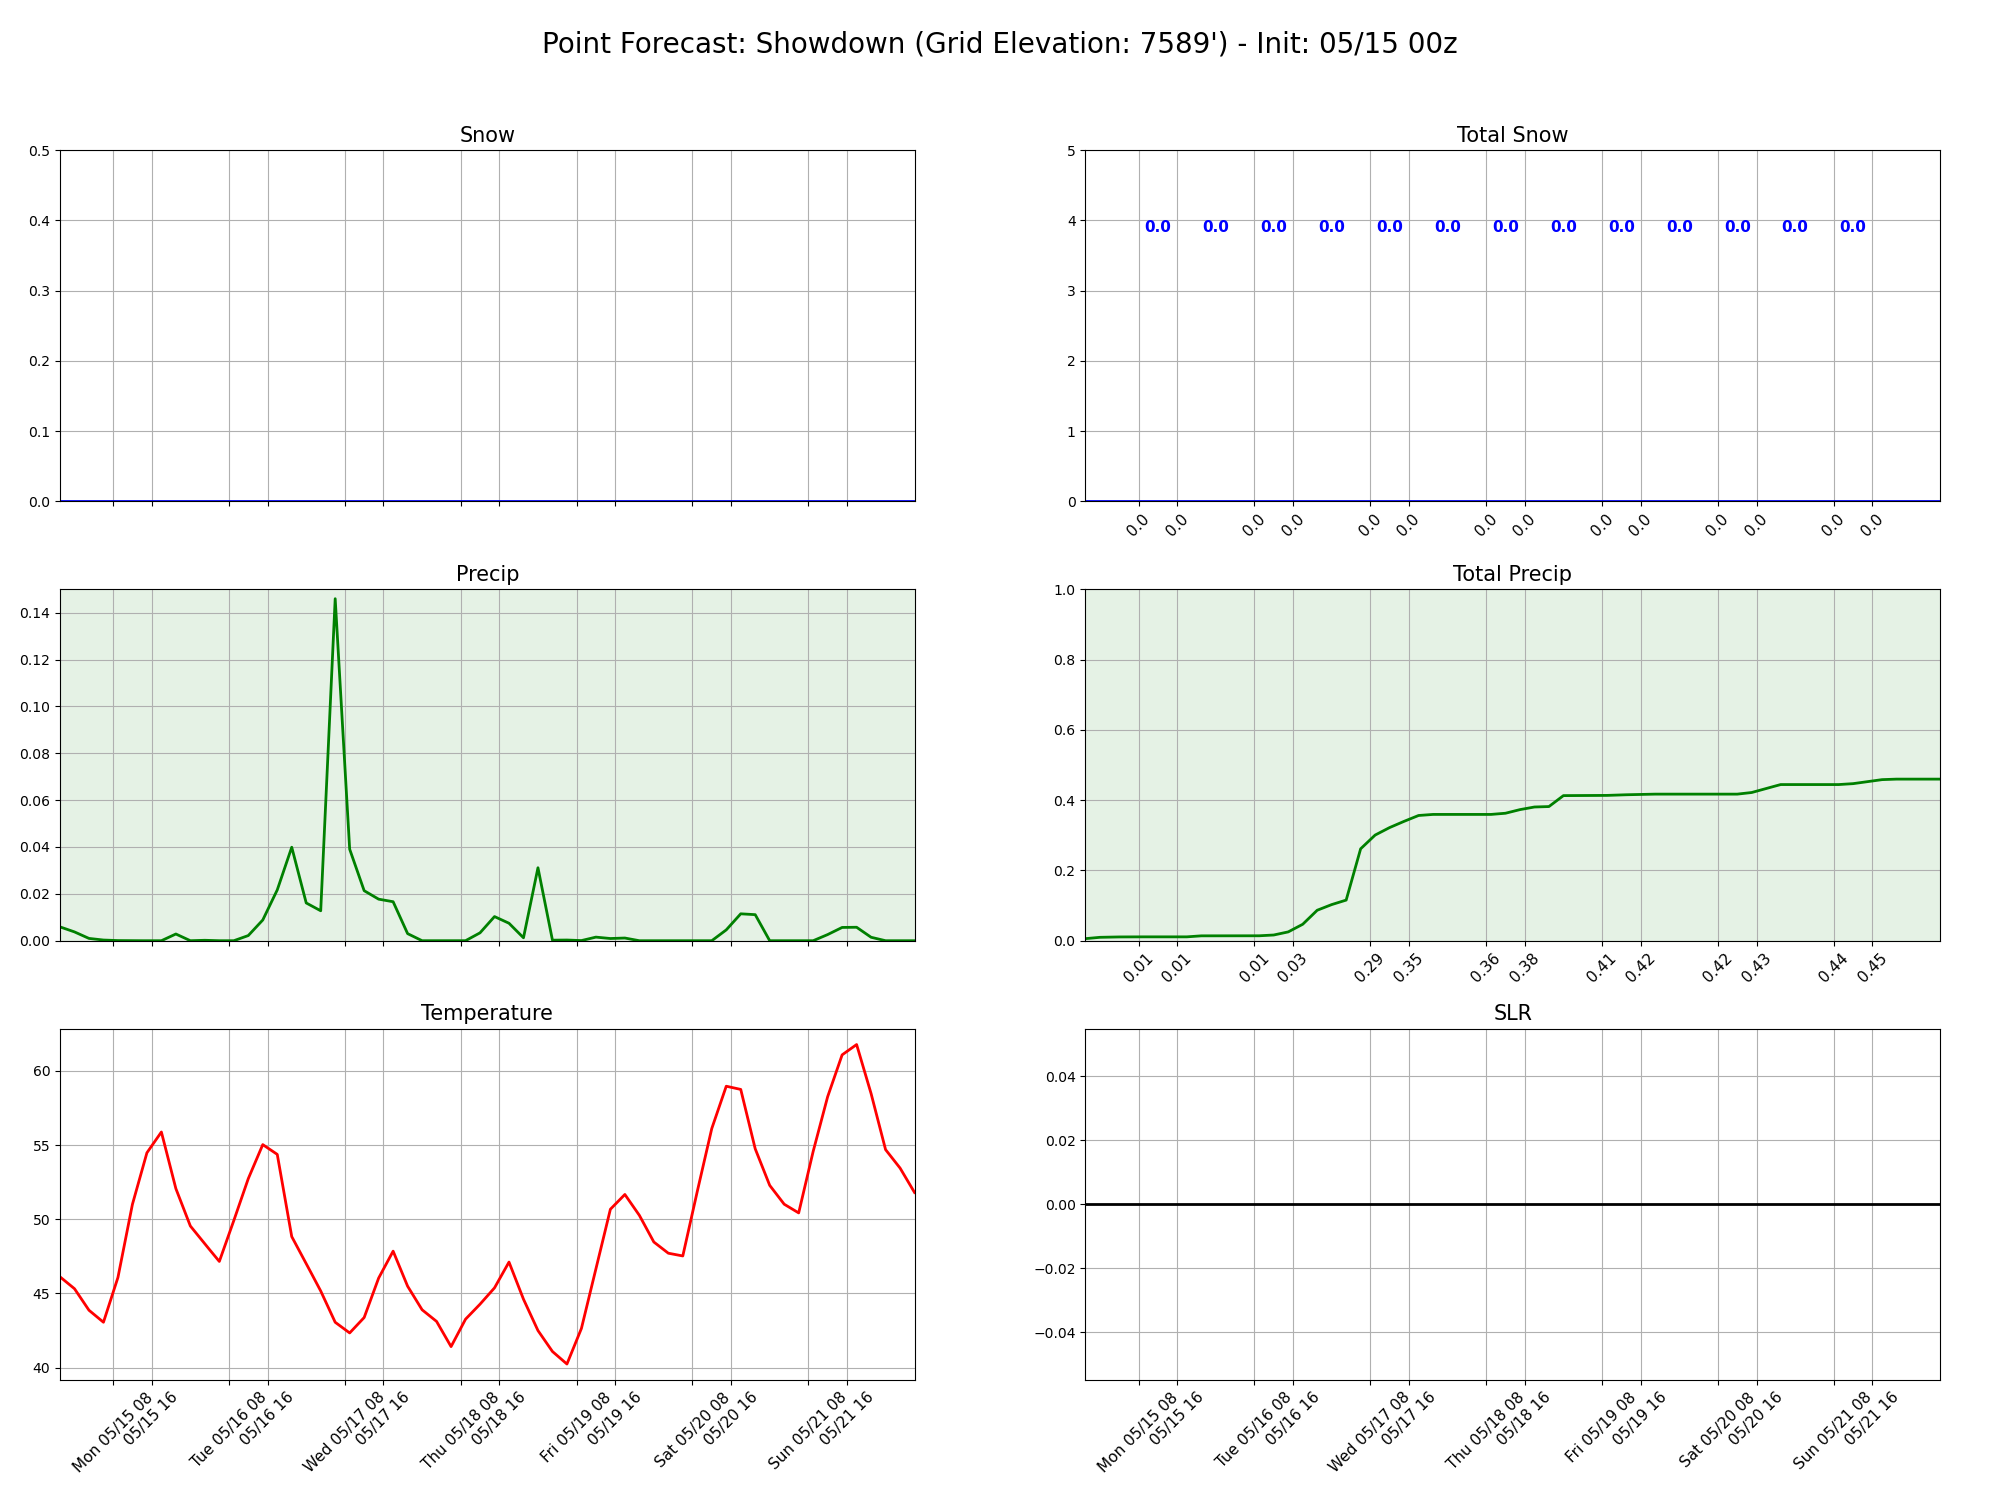 Point Forecast: Showdown (Grid Elevation: 7589') - Init: 05/15 00z
Snow
0.5
0.4
0.3
0.2
0.1
0.0
Total Snow
5
4
3
2
1
0
0.0 0.0 0.0 0.0 0.0 0.0 0.0 0.0 0.0 0.0 0.0 0.0 0.0
0.0 0.0 0.0 0.0 0.0 0.0 0.0 0.0 0.0 0.0 0.0 0.0 0.0 0.0
Precip
0.14
0.12
0.10
0.08
0.06
0.04
0.02
0.00
Total Precip
1.0
0.8
0.6
0.4
0.2
0.0
0.01 0.01 0.01 0.03 0.29 0.35 0.36 0.38 0.41 0.42 0.42 0.43 0.44 0.45
Temperature
60
55
50
45
40
Mon 05/15 08
05/15 16
Tue 05/16 08
05/16 16
Wed 05/17 08
05/17 16
Thu 05/18 08
05/18 16
Fri 05/19 08
05/19 16
Sat 05/20 08
05/20 16
Sun 05/21 08
05/21 16
SLR
0.04
0.02
0.00
−0.02
−0.04
Mon 05/15 08
05/15 16
Tue 05/16 08
05/16 16
Wed 05/17 08
05/17 16
Thu 05/18 08
05/18 16
Fri 05/19 08
05/19 16
Sat 05/20 08
05/20 16
Sun 05/21 08
05/21 16